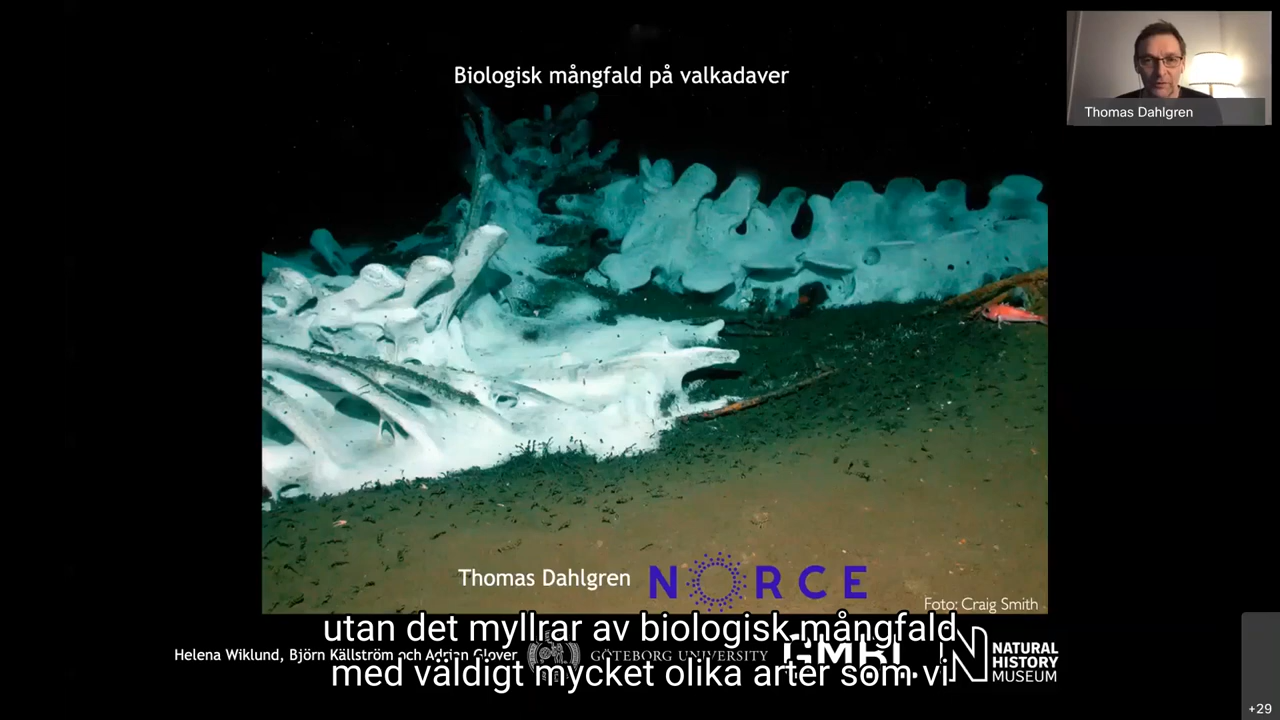 Biologisk mångfald på valkadaver
Thomas Dahlgren
Thomas Dahlgren NORCE
Foto: Craig Smith
utan det myllrar av biologisk mångfald
Helena Wiklund, Björn Källström och Adrian Glover GÖTEBORG UNIVERSITY NATURAL HISTORY MUSEUM
med väldigt mycket olika arter som vi
+29